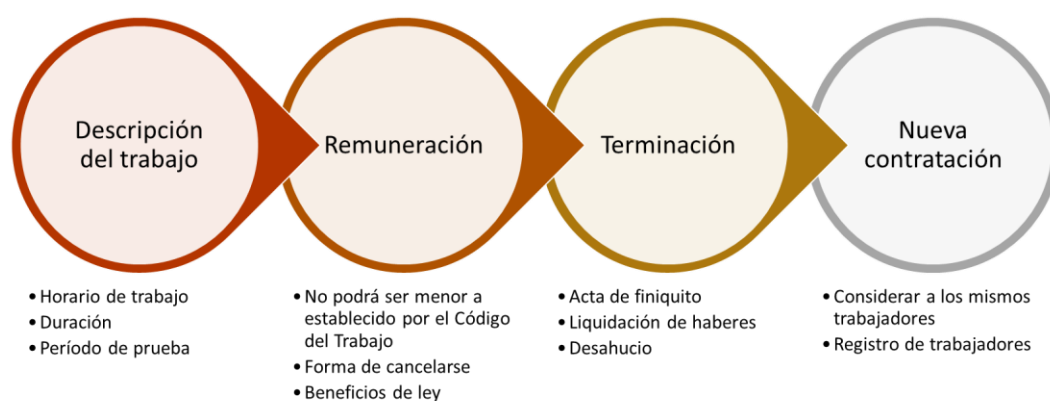 Descripción
del trabajo
• Horario de trabajo
• Duración
• Período de prueba
Remuneración
• No podrá ser menor a
establecido por el Código
del Trabajo
• Forma de cancelarse
• Beneficios de ley
Terminación
• Acta de finiquito
• Liquidación de haberes
• Desahucio
Nueva
contratación
• Considerar a los mismos
trabajadores
• Registro de trabajadores